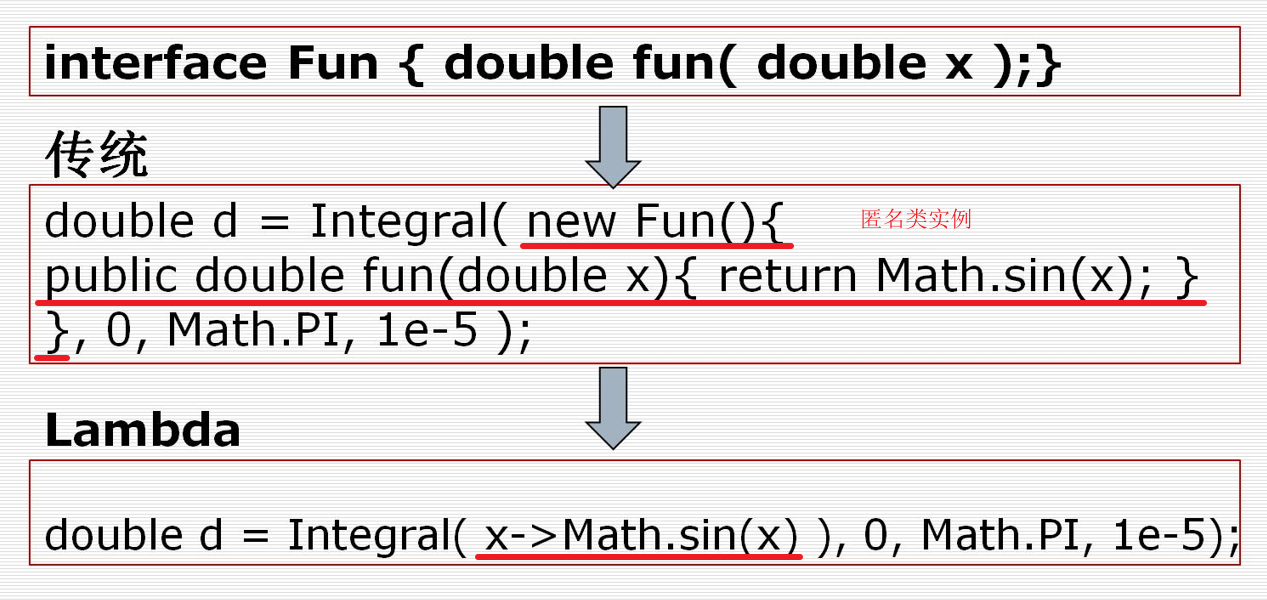 interface Fun { double fun( double x );}
传统
double d = Integral( new Fun(){ 匿名类实例
public double fun(double x){ return Math.sin(x); }
}, 0, Math.PI, 1e-5 );
Lambda
double d = Integral( x->Math.sin(x) ), 0, Math.PI, 1e-5);